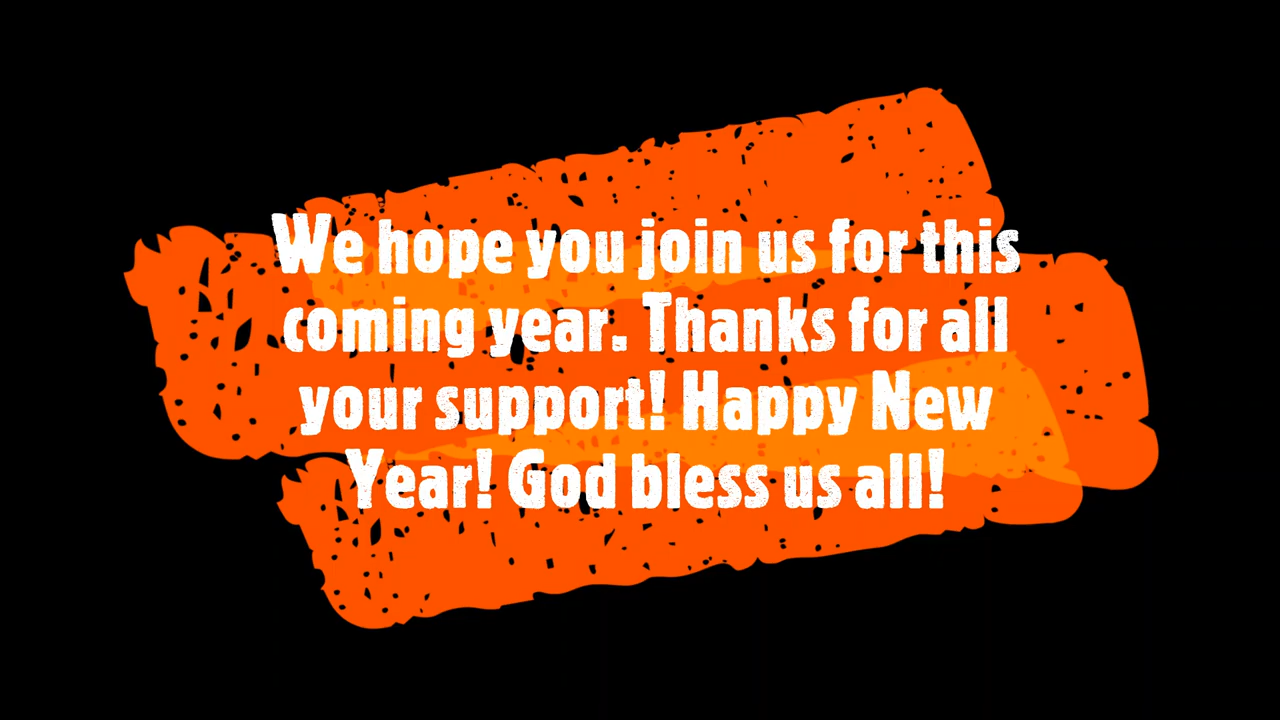 We hope you join us for this
coming year. Thanks for all
your support! Happy New
Year! God bless us all!